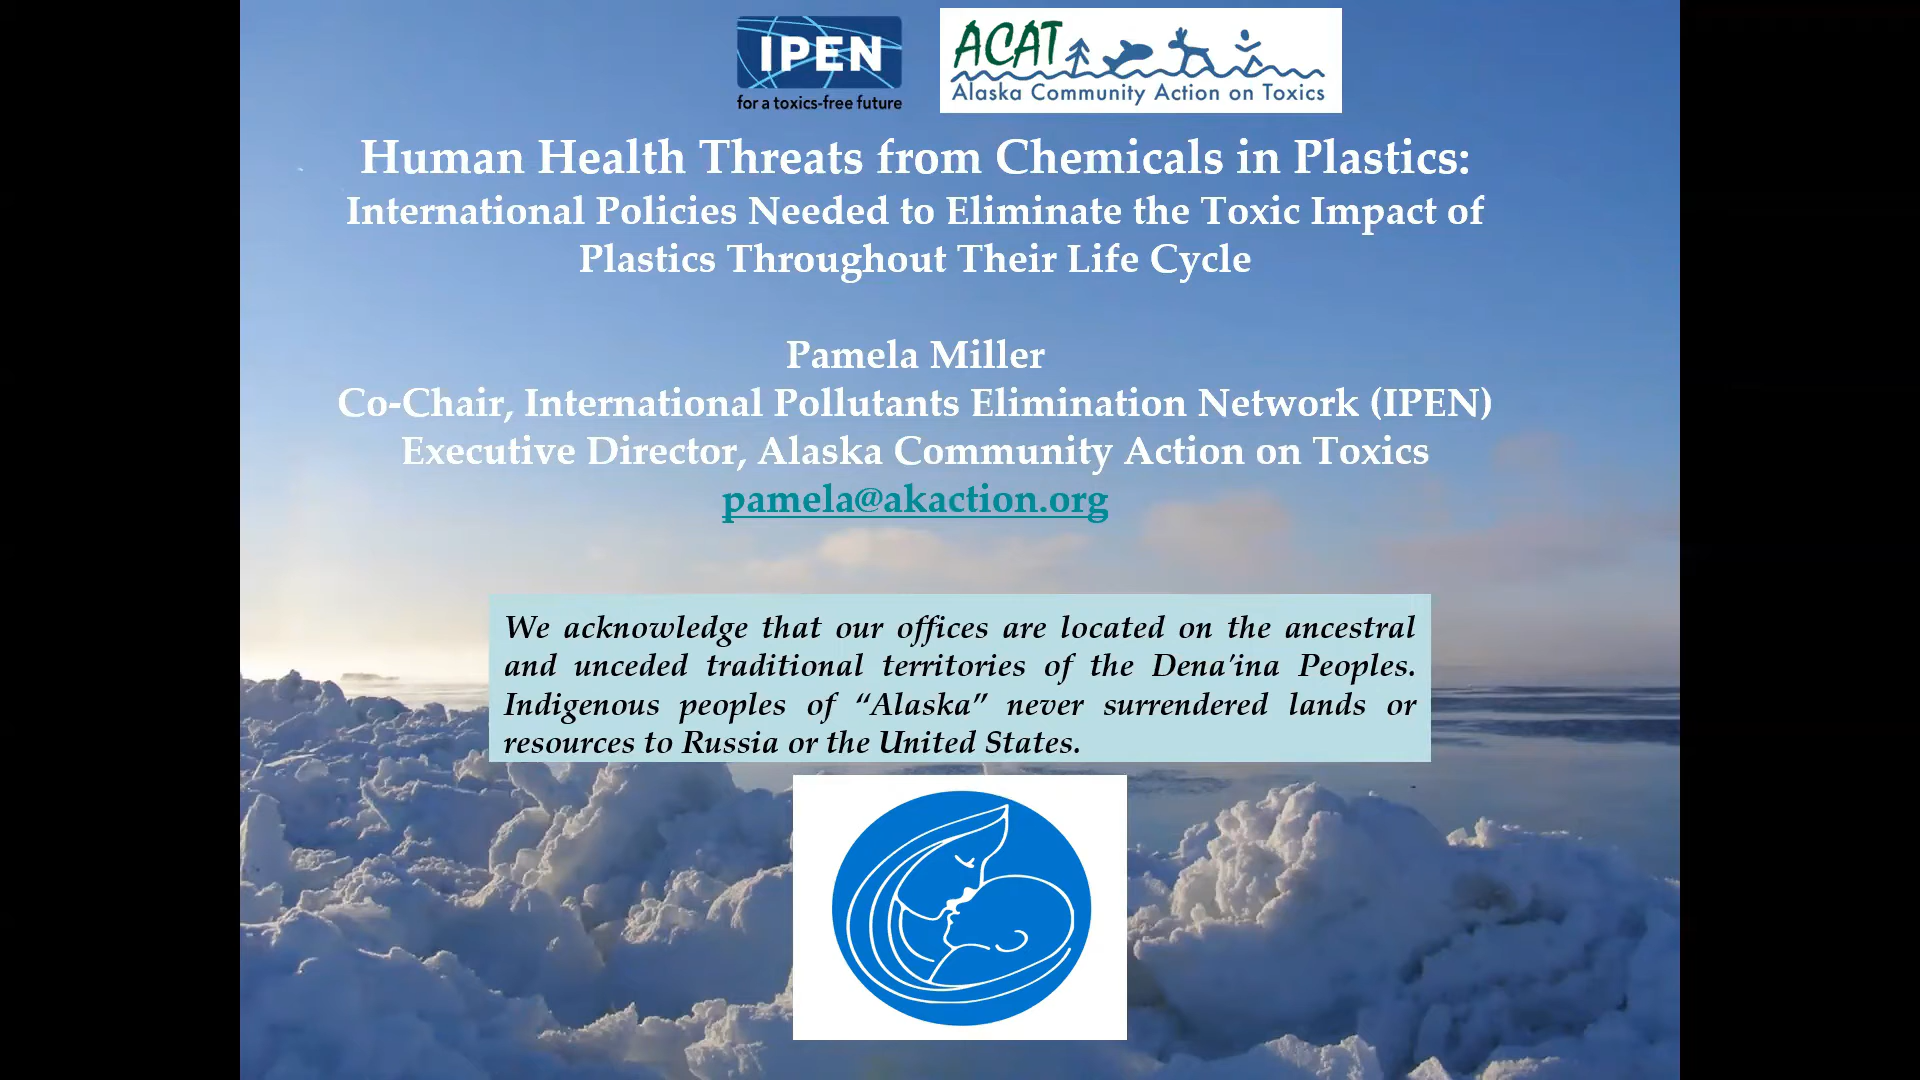 IPEN
for a toxics-free future
ACAT
Alaska Community Action on Toxics
Human Health Threats from Chemicals in Plastics:
International Policies Needed to Eliminate the Toxic Impact of
Plastics Throughout Their Life Cycle
Pamela Miller
Co-Chair, International Pollutants Elimination Network (IPEN)
Executive Director, Alaska Community Action on Toxics
pamela@akaction.org
We acknowledge that our offices are located on the ancestral
and unceded traditional territories of the Dena’ina Peoples.
Indigenous peoples of “Alaska” never surrendered lands or
resources to Russia or the United States.